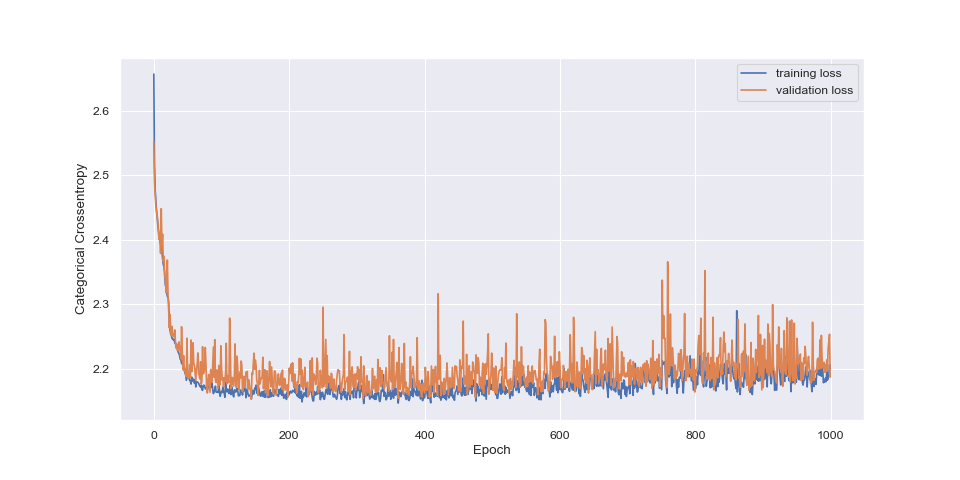 training loss
validation loss
2.6
2.5
2.4
2.3
2.2
Categorical Crossentropy
0
200
400
600
800
1000
Epoch